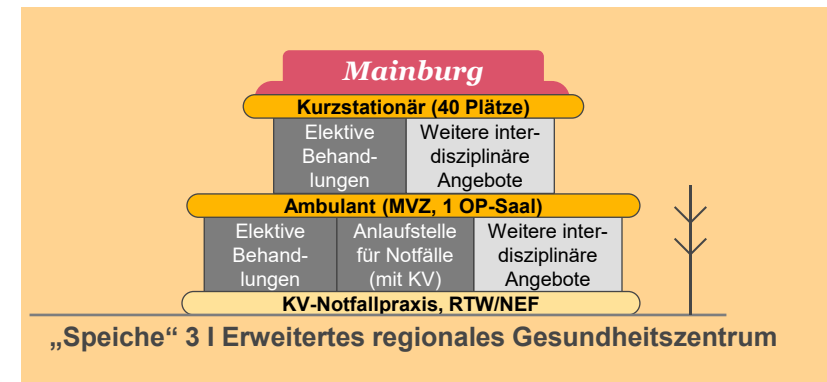 Mainburg
Kurzstationär (40 Plätze)
Elektive
Behand-
lungen
Weitere inter-
disziplinäre
Angebote
Ambulant (MVZ, 1 OP-Saal)
Elektive
Behand-
lungen
Anlaufstelle
für Notfälle
(mit KV)
Weitere inter-
disziplinäre
Angebote
KV-Notfallpraxis, RTW/NEF
„Speiche“ 3 I Erweitertes regionales Gesundheitszentrum